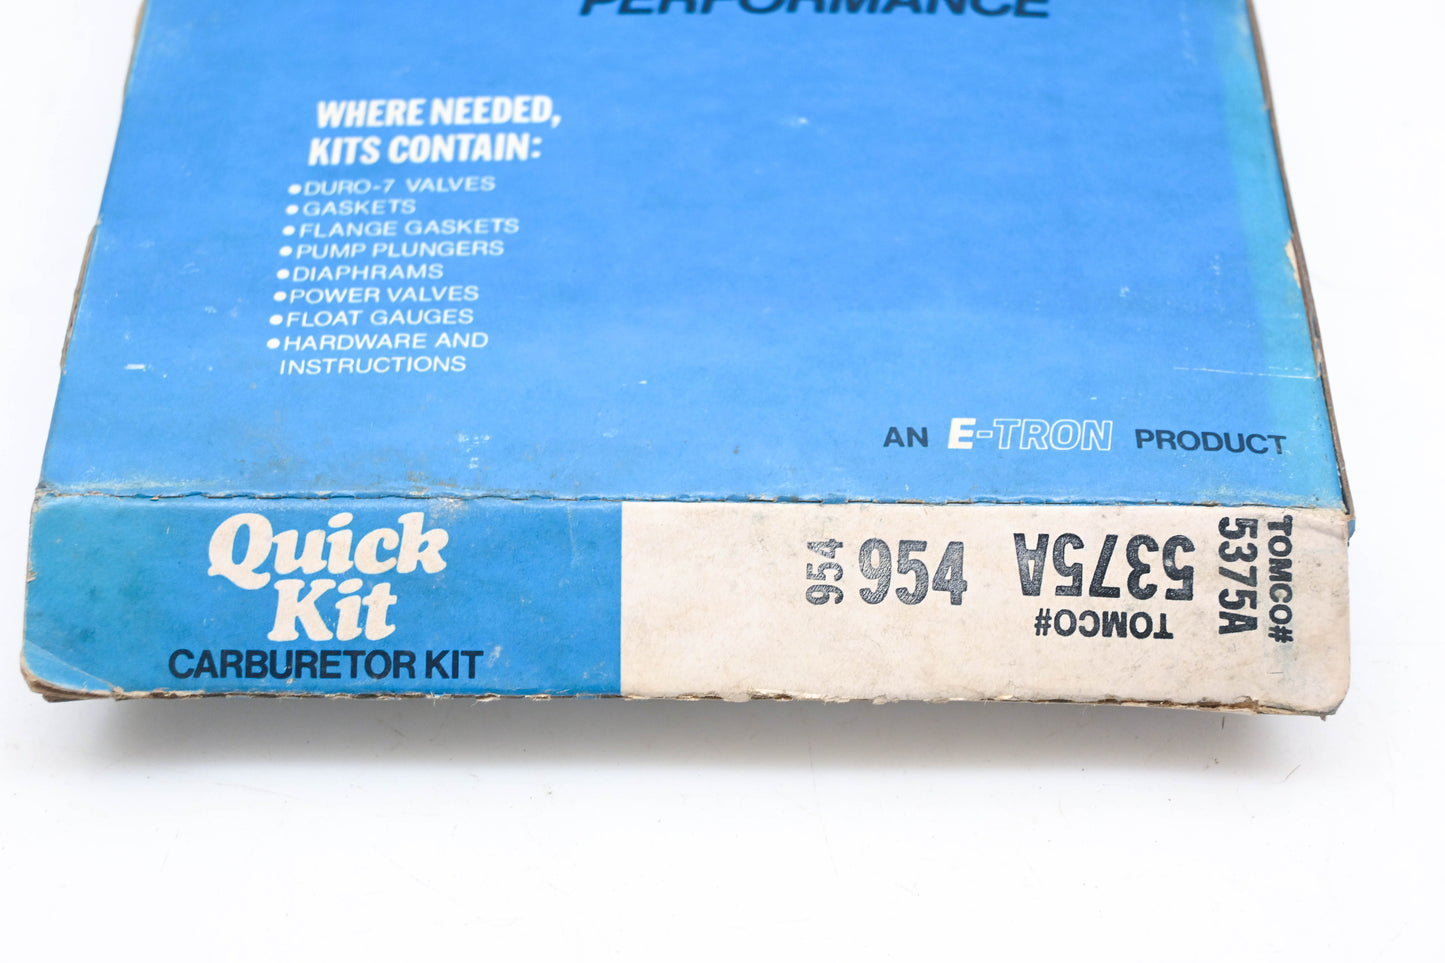 PERFORMANCE
WHERE NEEDED,
KITS CONTAIN:
•DURO-7 VALVES
•GASKETS
•FLANGE GASKETS
•PUMP PLUNGERS
•DIAPHRAMS
•POWER VALVES
•FLOAT GAUGES
•HARDWARE AND
INSTRUCTIONS
AN E-TRON PRODUCT
Quick
Kit
CARBURETOR KIT
954
954
TOMCO#
5375A
TOMCO#
5375A